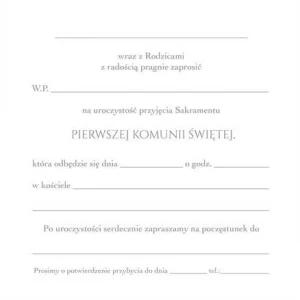 wraz z Rodzicami
z radością pragnie zaprosić
W.P.
na uroczystość przyjęcia Sakramentu
PIERWSZEJ KOMUNII ŚWIĘTEJ,
która odbędzie się dnia o godz.
w kościele
Po uroczystości serdecznie zapraszamy na poczęstunek do
Prosimy o potwierdzenie przybycia do dnia tel.: